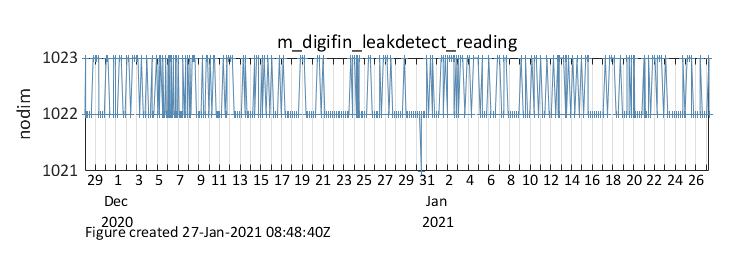 m_digifin_leakdetect_reading
1023
1022
1021
nodim
29 1 3 5 7 9 11 13 15 17 19 21 23 25 27 29 31 2 4 6 8 10 12 14 16 18 20 22 24 26
Dec Jan
2020 2021
Figure created 27-Jan-2021 08:48:40Z